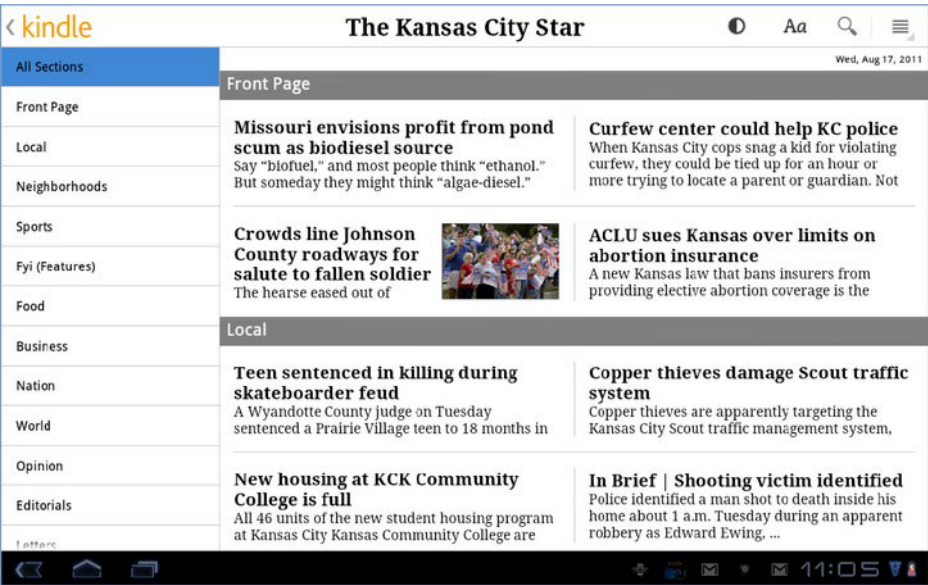 kindle
The Kansas City Star
Aa
Wed, Aug 17, 2011
All Sections
Front Page
Local
Neighborhoods
Sports
Fyi (Features)
Food
Business
Nation
World
Opinion
Editorials
Letters
Front Page
Missouri envisions profit from pond
scum as biodiesel source
Say “biofuel,” and most people think “ethanol.”
But someday they might think “algae-diesel.”
Curfew center could help KC police
When Kansas City cops snag a kid for violating
curfew, they could be tied up for an hour or
more trying to locate a parent or guardian. Not
Crowds line Johnson
County roadways for
salute to fallen soldier
The hearse eased out of
ACLU sues Kansas over limits on
abortion insurance
A new Kansas law that bans insurers from
providing elective abortion coverage is the
Local
Teen sentenced in killing during
skateboarder feud
A Wyandotte County judge on Tuesday
sentenced a Prairie Village teen to 18 months in
Copper thieves damage Scout traffic
system
Copper thieves are apparently targeting the
Kansas City Scout traffic management system,
New housing at KCK Community
College is full
All 46 units of the new student housing program
at Kansas City Kansas Community College are
In Brief | Shooting victim identified
Police identified a man shot to death inside his
home about 1 a.m. Tuesday during an apparent
robbery as Edward Ewing, ...
11:05